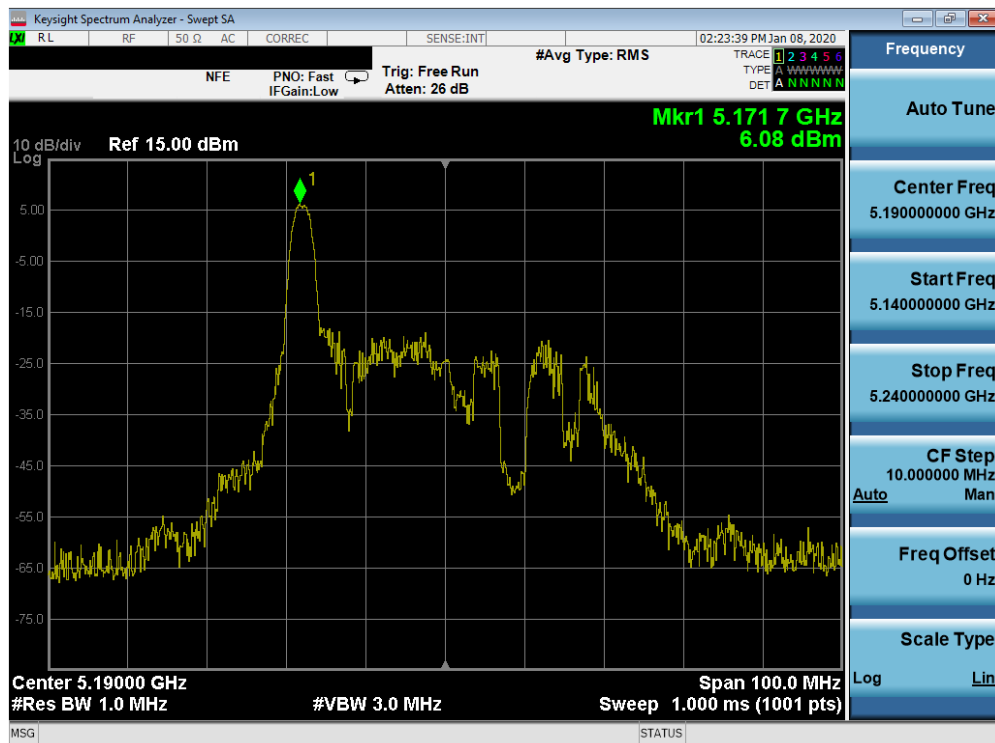 Keysight Spectrum Analyzer - Swept SA
LXI RL RF 50 Ω AC CORREC SENSE:INT 02:23:39 PM Jan 08, 2020
#Avg Type: RMS
TRACE 1 2 3 4 5 6
TYPE A WWWWW
DET A N N N N N
NFE PNO: Fast Trig: Free Run
IFGain:Low Atten: 26 dB
Mkr1 5.171 7 GHz
6.08 dBm
10 dB/div Ref 15.00 dBm
Log
1
5.00
-5.00
-15.0
-25.0
-35.0
-45.0
-55.0
-65.0
-75.0
Center 5.19000 GHz Span 100.0 MHz
#Res BW 1.0 MHz #VBW 3.0 MHz Sweep 1.000 ms (1001 pts)
MSG STATUS
Frequency
Auto Tune
Center Freq
5.190000000 GHz
Start Freq
5.140000000 GHz
Stop Freq
5.240000000 GHz
CF Step
10.000000 MHz
Auto Man
Freq Offset
0 Hz
Scale Type
Log Lin